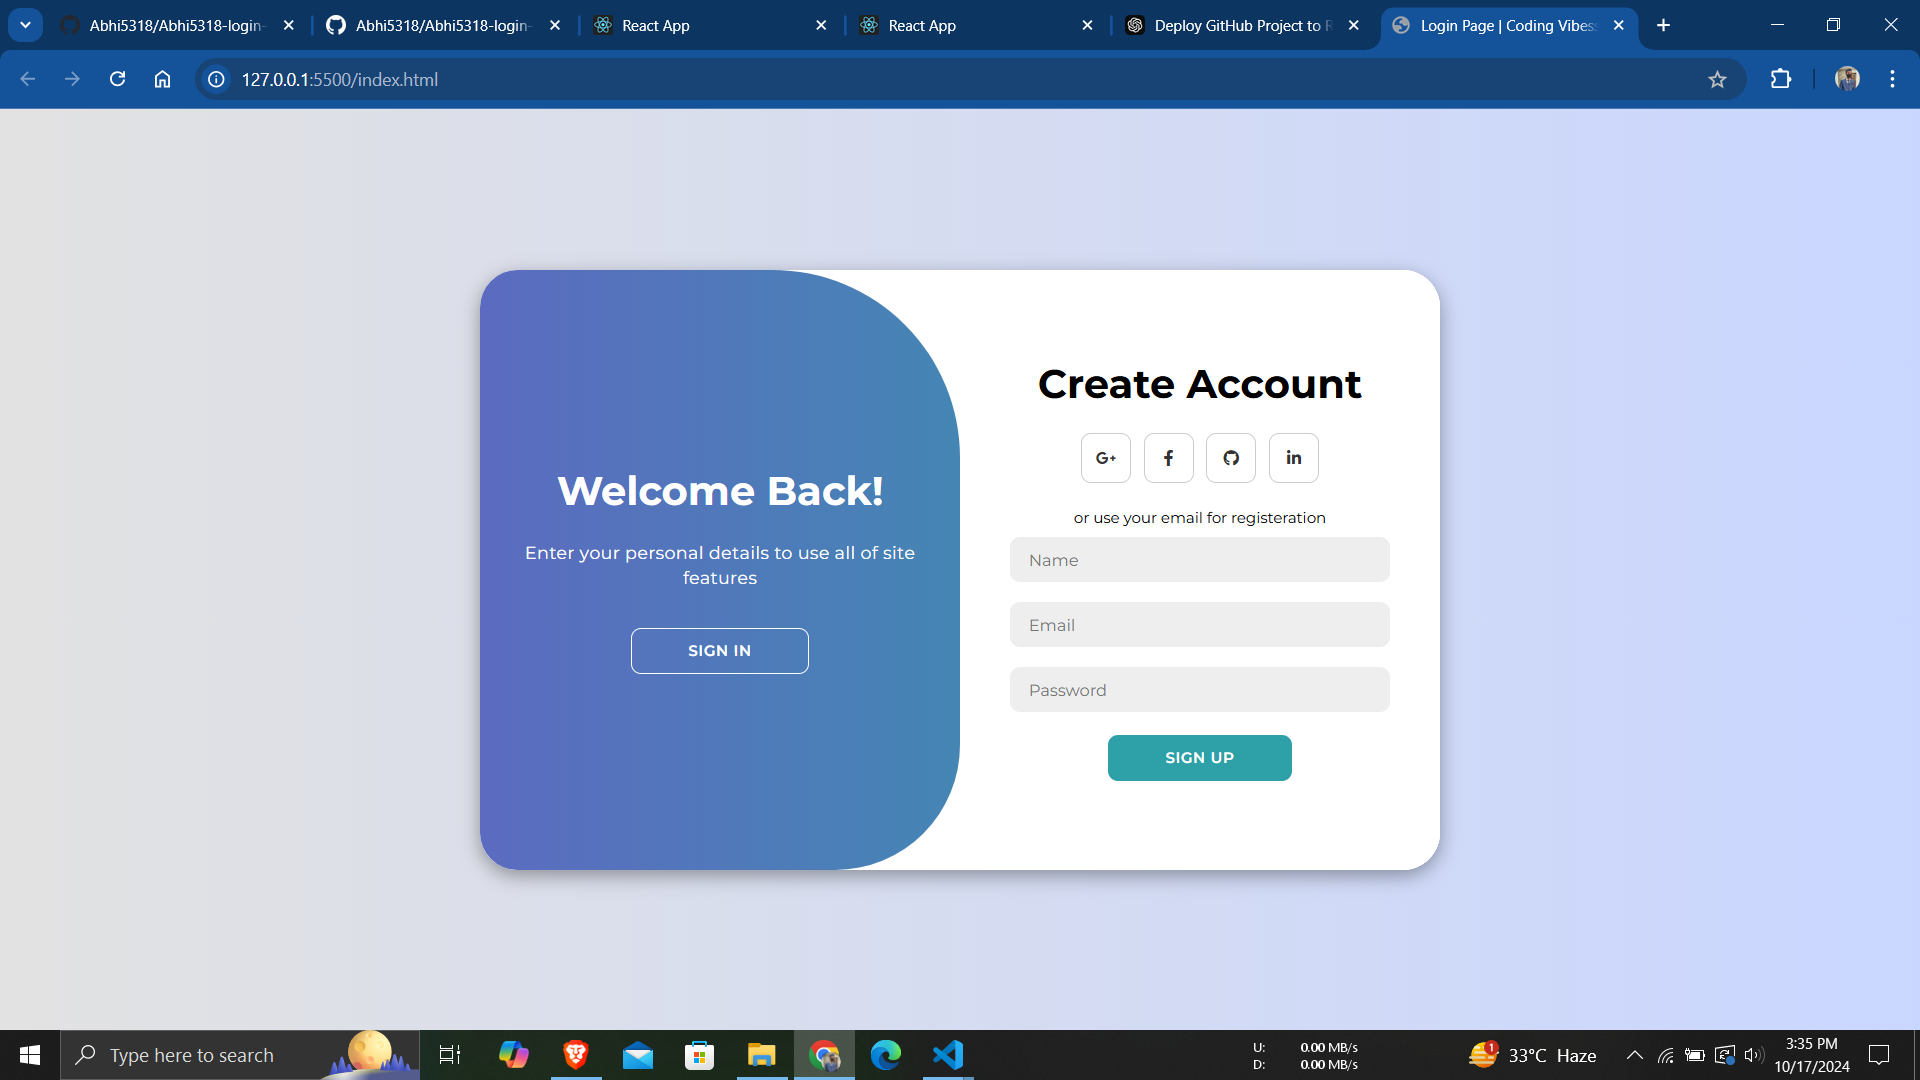 Abhi5318/Abhi5318-login-
Abhi5318/Abhi5318-login-
React App
React App
Deploy GitHub Project to R
Login Page | Coding Vibes
127.0.0.1:5500/index.html
Welcome Back!
Enter your personal details to use all of site
features
SIGN IN
Create Account
G+
f
in
or use your email for registeration
Name
Email
Password
SIGN UP
Type here to search
U: 0.00 MB/s
D: 0.00 MB/s
1
33°C Haze
3:35 PM
10/17/2024